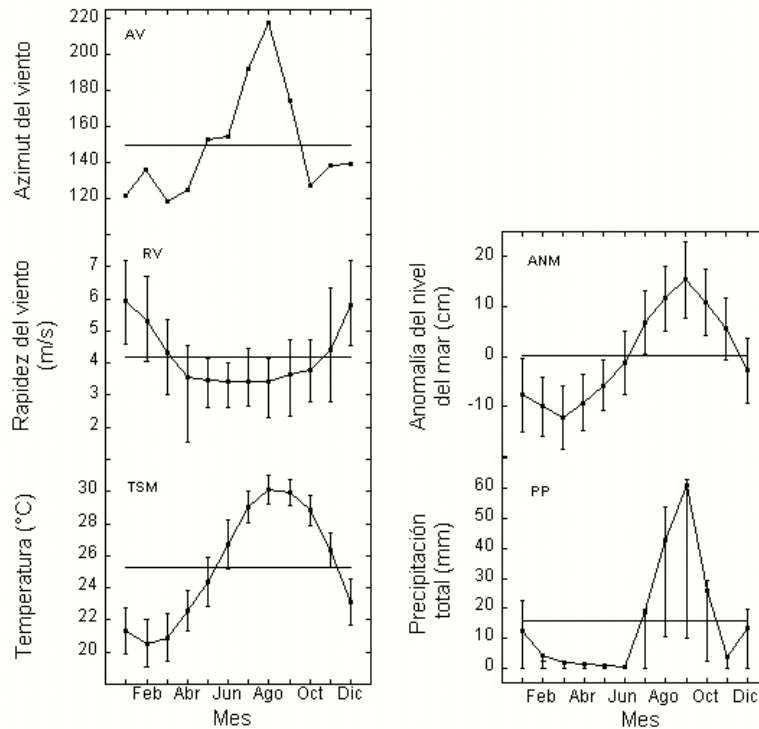 AV
Azimut del viento
220
200
180
160
140
120
RV
Rapidez del viento
(m/s)
7
6
5
4
3
2
TSM
Temperatura (°C)
30
28
26
24
22
20
Feb Abr Jun Ago Oct Dic
Mes
ANM
Anomalía del nivel
del mar (cm)
20
10
0
-10
PP
Precipitación
total (mm)
60
50
40
30
20
10
0
Feb Abr Jun Ago Oct Dic
Mes